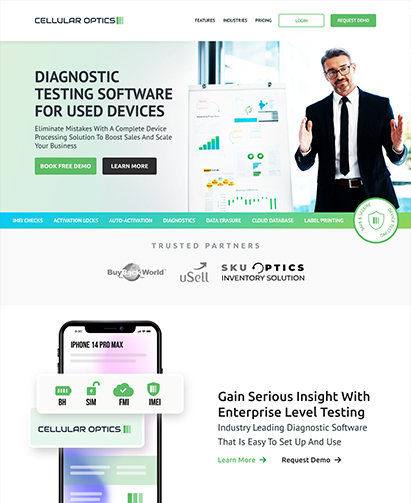 CELLULAR OPTICS
FEATURES INDUSTRIES PRICING LOGIN REQUEST DEMO
DIAGNOSTIC
TESTING SOFTWARE
FOR USED DEVICES
Eliminate Mistakes With A Complete Device
Processing Solution To Boost Sales And Scale
Your Business
BOOK FREE DEMO LEARN MORE
IMEI CHECKS ACTIVATION LOCKS AUTO-ACTIVATION DIAGNOSTICS DATA ERASURE CLOUD DATABASE LABEL PRINTING
TRUSTED PARTNERS
BuyBackWorld uSell SKU OPTICS
INVENTORY SOLUTION
IPHONE 14 PRO MAX
BH SIM FMI IMEI
CELLULAR OPTICS
Gain Serious Insight With
Enterprise Level Testing
Industry Leading Diagnostic Software
That Is Easy To Set Up And Use
Learn More Request Demo